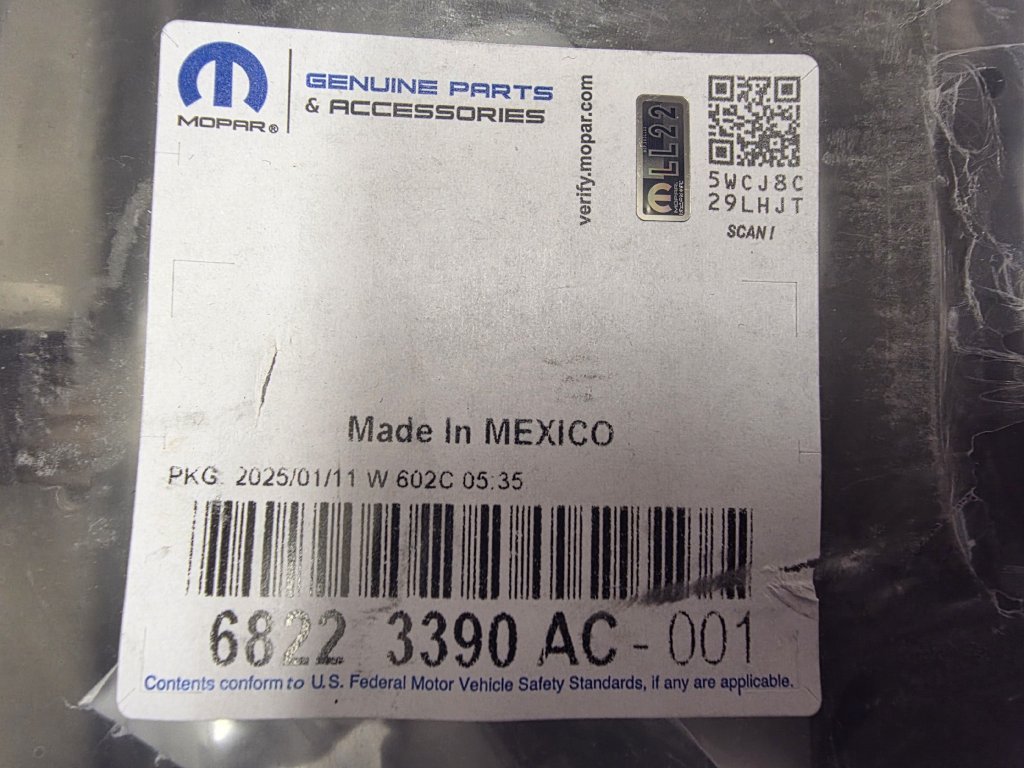 MOPAR®
GENUINE PARTS
& ACCESSORIES
verify.mopar.com
LL22
MOPAR
5WCJ8C
29LHJT
SCAN!
Made In MEXICO
PKG. 2025/01/11 W 602C 05:35
6822 3390 AC - 001
Contents conform to U.S. Federal Motor Vehicle Safety Standards, if any are applicable.